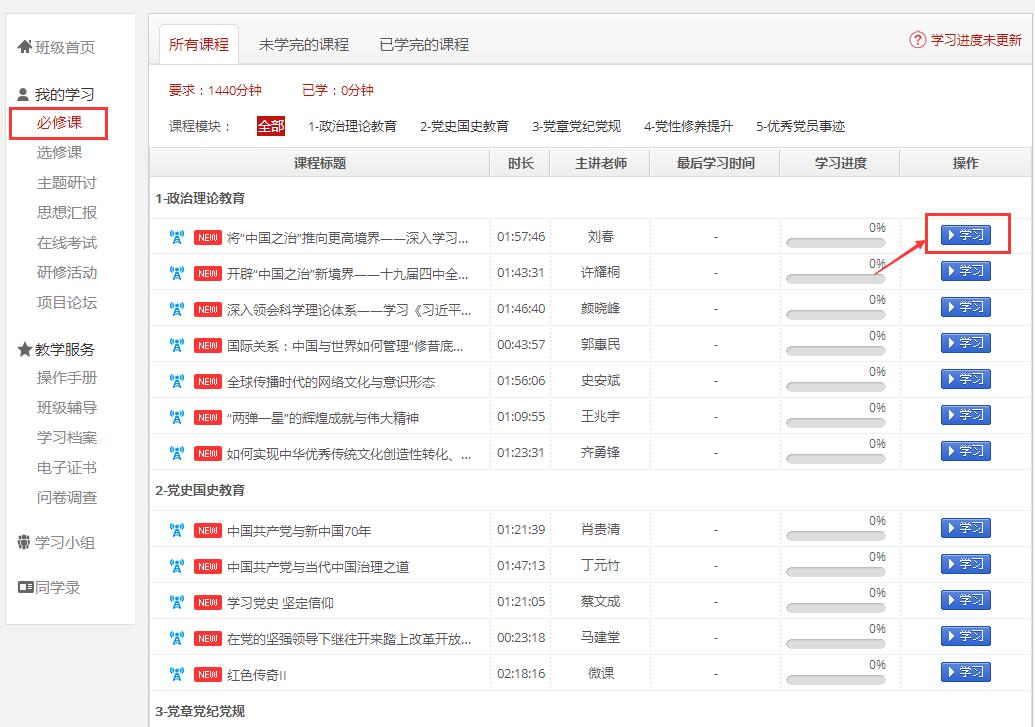 班级首页
我的学习
必修课
选修课
主题研讨
思想汇报
在线考试
研修活动
项目论坛
教学服务
操作手册
班级辅导
学习档案
电子证书
问卷调查
学习小组
同学录
所有课程 未学完的课程 已学完的课程 ? 学习进度未更新
要求：1440分钟 已学：0分钟
课程模块： 全部 1-政治理论教育 2-党史国史教育 3-党章党纪党规 4-党性修养提升 5-优秀党员事迹
课程标题 时长 主讲老师 最后学习时间 学习进度 操作
1-政治理论教育
NEW 将“中国之治”推向更高境界——深入学习... 01:57:46 刘春 - 0% 学习
NEW 开辟“中国之治”新境界——十九届四中全... 01:43:31 许耀桐 - 0% 学习
NEW 深入领会科学理论体系——学习《习近平... 01:46:40 颜晓峰 - 0% 学习
NEW 国际关系：中国与世界如何管理“修昔底... 00:43:57 郭惠民 - 0% 学习
NEW 全球传播时代的网络文化与意识形态 01:56:06 史安斌 - 0% 学习
NEW “两弹一星”的辉煌成就与伟大精神 01:09:55 王兆宇 - 0% 学习
NEW 如何实现中华优秀传统文化创造性转化、... 01:23:31 齐勇锋 - 0% 学习
2-党史国史教育
NEW 中国共产党与新中国70年 01:21:39 肖贵清 - 0% 学习
NEW 中国共产党与当代中国治理之道 01:47:13 丁元竹 - 0% 学习
NEW 学习党史 坚定信仰 01:21:05 蔡文成 - 0% 学习
NEW 在党的坚强领导下继往开来踏上改革开放... 00:23:18 马建堂 - 0% 学习
NEW 红色传奇II 02:18:16 微课 - 0% 学习
3-党章党纪党规